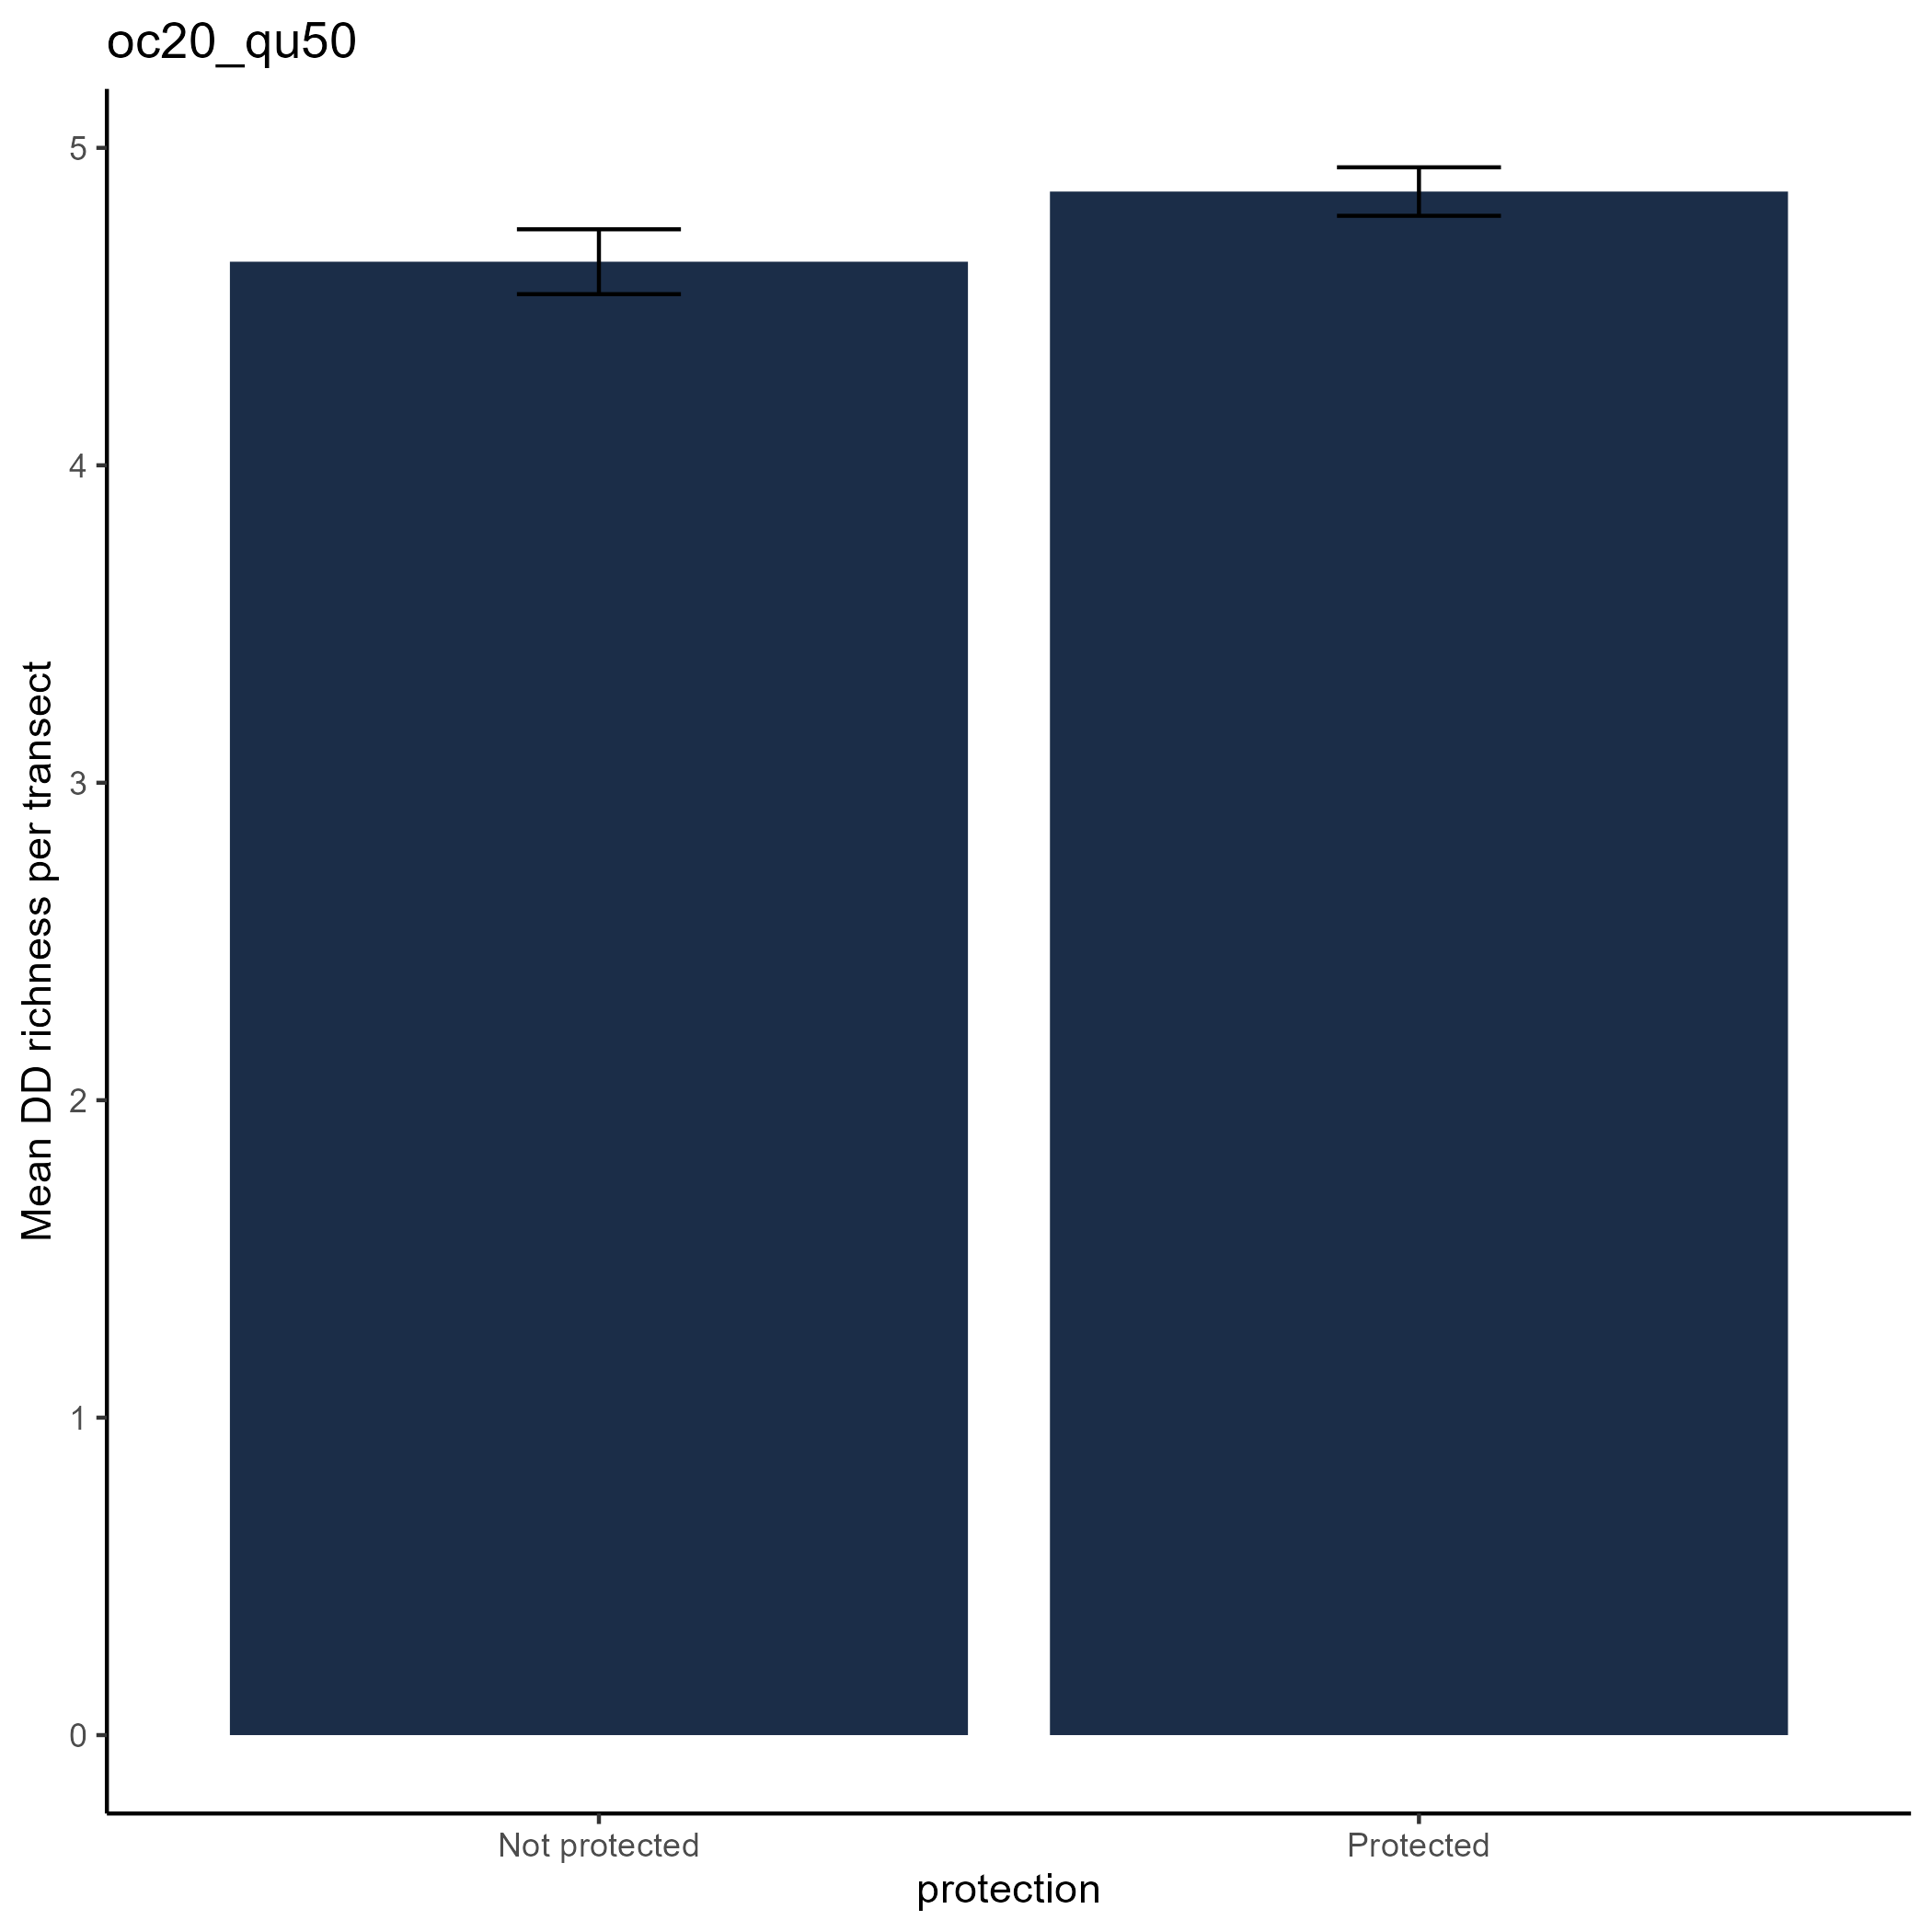 oc20_qu50
Mean DD richness per transect
5
4
3
2
1
0
Not protected
Protected
protection